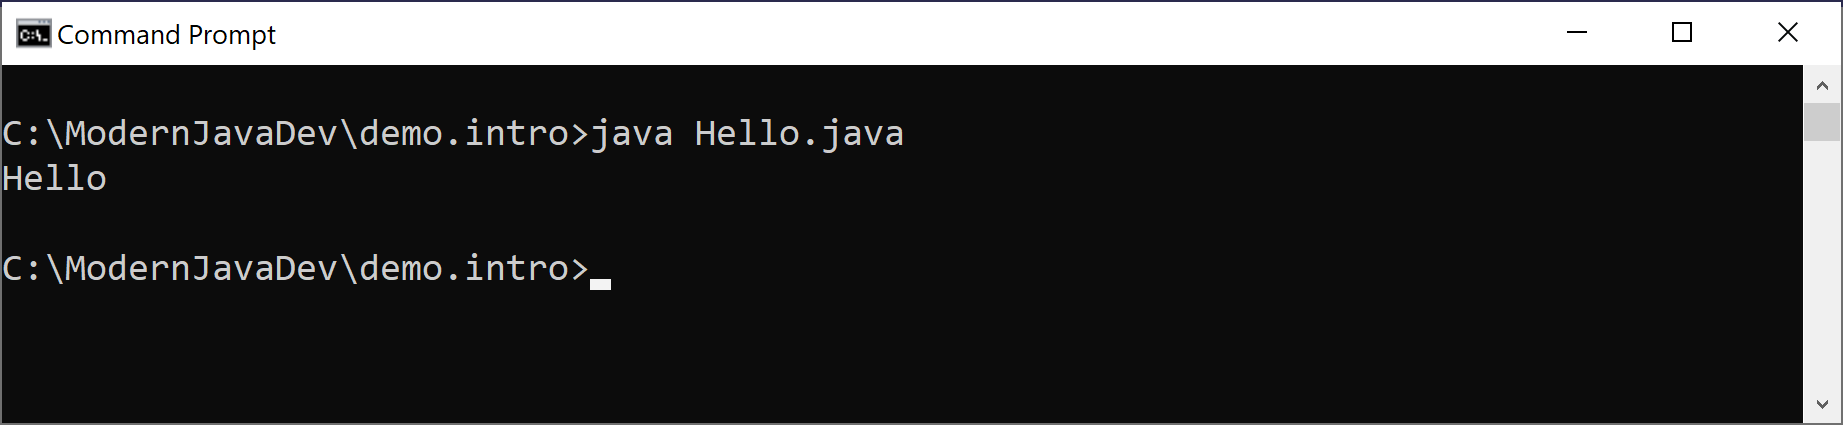 Command Prompt
C:\ModernJavaDev\demo.intro>java Hello.java
Hello
C:\ModernJavaDev\demo.intro>